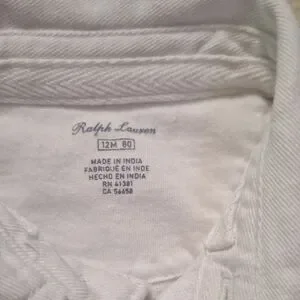 Ralph Lauren
12M 80
MADE IN INDIA
FABRIQUÉ EN INDE
HECHO EN INDIA
RN 41381
CA 56658